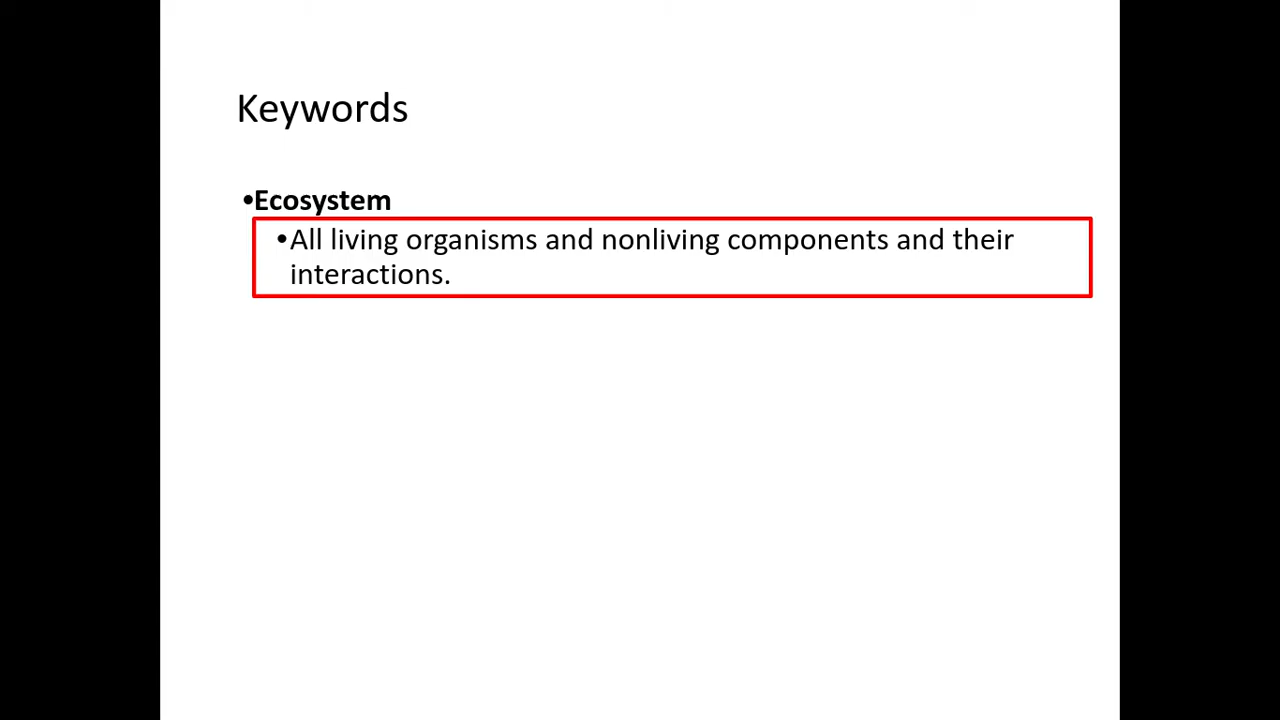 Keywords
•Ecosystem
•All living organisms and nonliving components and their
interactions.